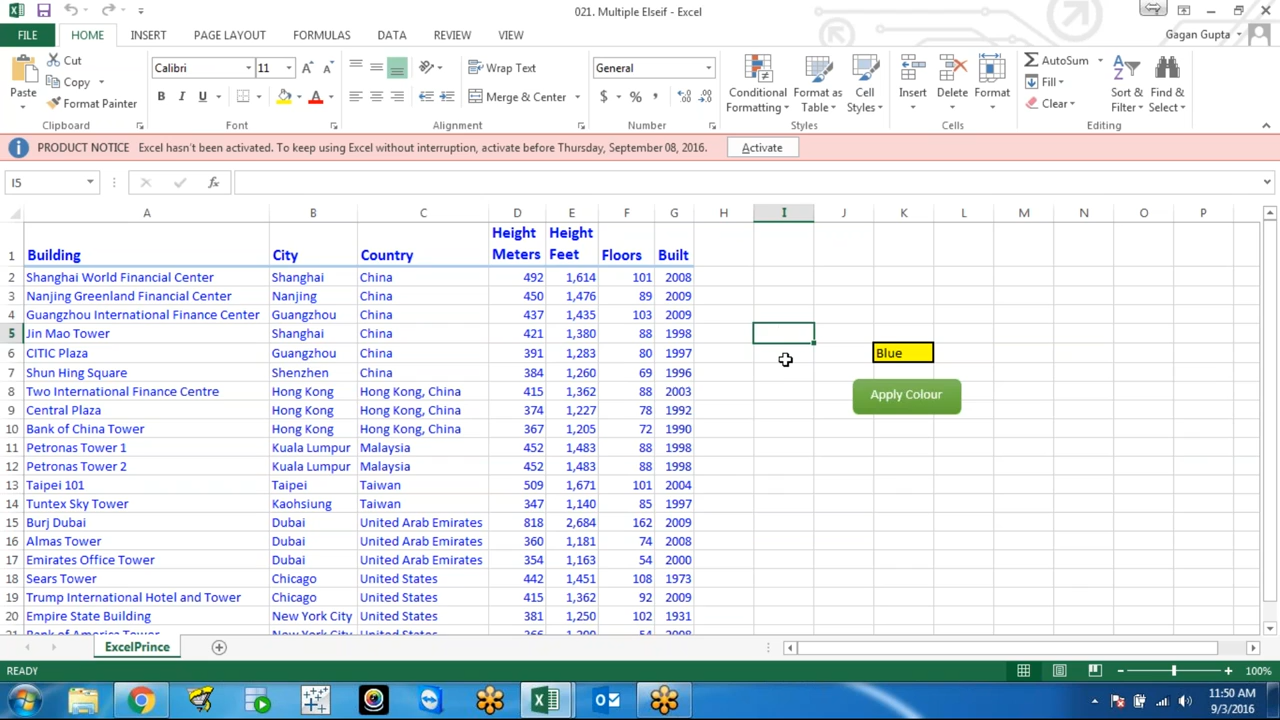 021. Multiple Elseif - Excel
Gagan Gupta
FILE HOME INSERT PAGE LAYOUT FORMULAS DATA REVIEW VIEW
Paste
Cut
Copy
Format Painter
Clipboard
Calibri 11
B I U
Font
Wrap Text
Merge & Center
Alignment
General
$ % ,
Number
Conditional Formatting
Format as Table
Cell Styles
Styles
Insert
Delete
Format
Cells
AutoSum
Fill
Clear
Sort & Filter
Find & Select
Editing
PRODUCT NOTICE Excel hasn't been activated. To keep using Excel without interruption, activate before Thursday, September 08, 2016. Activate
I5 fx
A B C D E F G H I J K L M N O P
1 Building City Country Height Meters Height Feet Floors Built
2 Shanghai World Financial Center Shanghai China 492 1,614 101 2008
3 Nanjing Greenland Financial Center Nanjing China 450 1,476 89 2009
4 Guangzhou International Finance Center Guangzhou China 437 1,435 103 2009
5 Jin Mao Tower Shanghai China 421 1,380 88 1998
6 CITIC Plaza Guangzhou China 391 1,283 80 1997 Blue
7 Shun Hing Square Shenzhen China 384 1,260 69 1996
8 Two International Finance Centre Hong Kong Hong Kong, China 415 1,362 88 2003
Apply Colour
9 Central Plaza Hong Kong Hong Kong, China 374 1,227 78 1992
10 Bank of China Tower Hong Kong Hong Kong, China 367 1,205 72 1990
11 Petronas Tower 1 Kuala Lumpur Malaysia 452 1,483 88 1998
12 Petronas Tower 2 Kuala Lumpur Malaysia 452 1,483 88 1998
13 Taipei 101 Taipei Taiwan 509 1,671 101 2004
14 Tuntex Sky Tower Kaohsiung Taiwan 347 1,140 85 1997
15 Burj Dubai Dubai United Arab Emirates 818 2,684 162 2009
16 Almas Tower Dubai United Arab Emirates 360 1,181 74 2008
17 Emirates Office Tower Dubai United Arab Emirates 354 1,163 54 2000
18 Sears Tower Chicago United States 442 1,451 108 1973
19 Trump International Hotel and Tower Chicago United States 415 1,362 92 2009
20 Empire State Building New York City United States 381 1,250 102 1931
21 Bank of America Tower New York City United States 54 2008
ExcelPrince
READY 100%
11:50 AM
9/3/2016